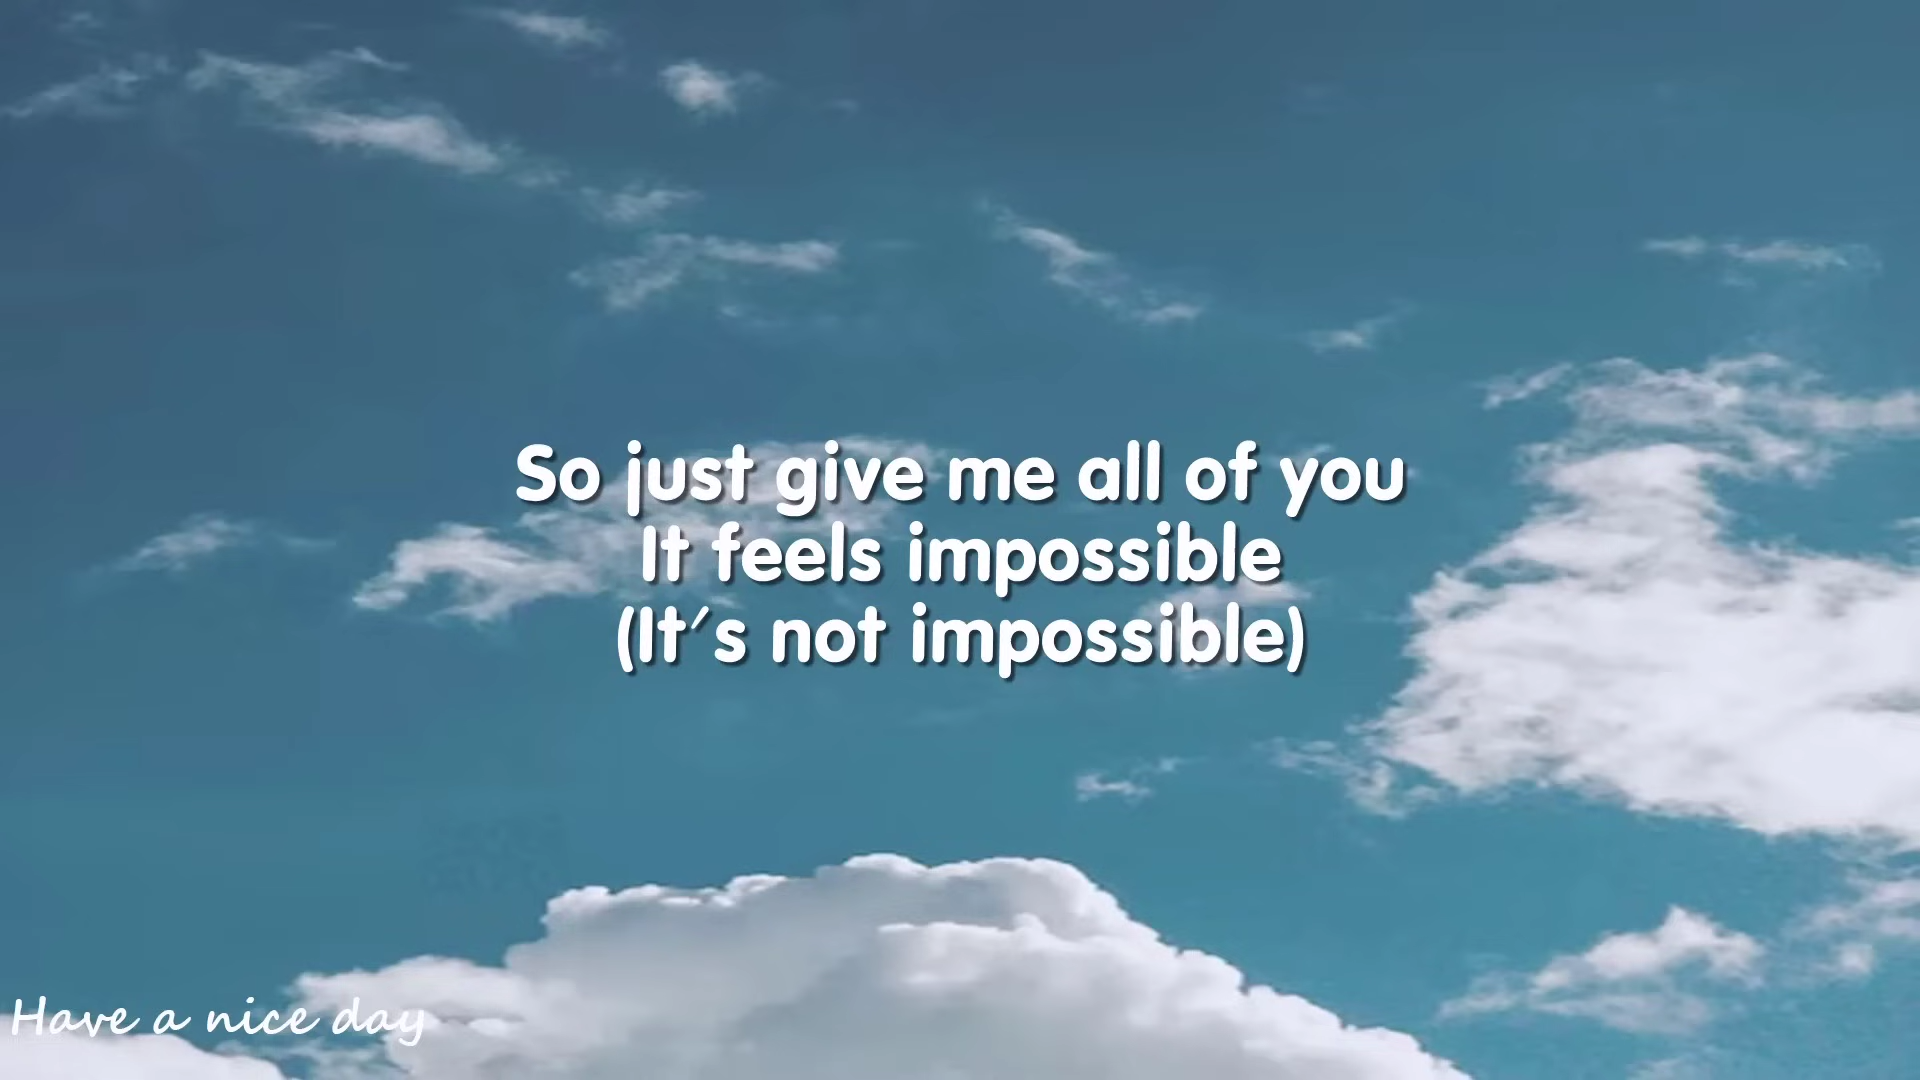 So just give me all of you
It feels impossible
(It's not impossible)
Have a nice day